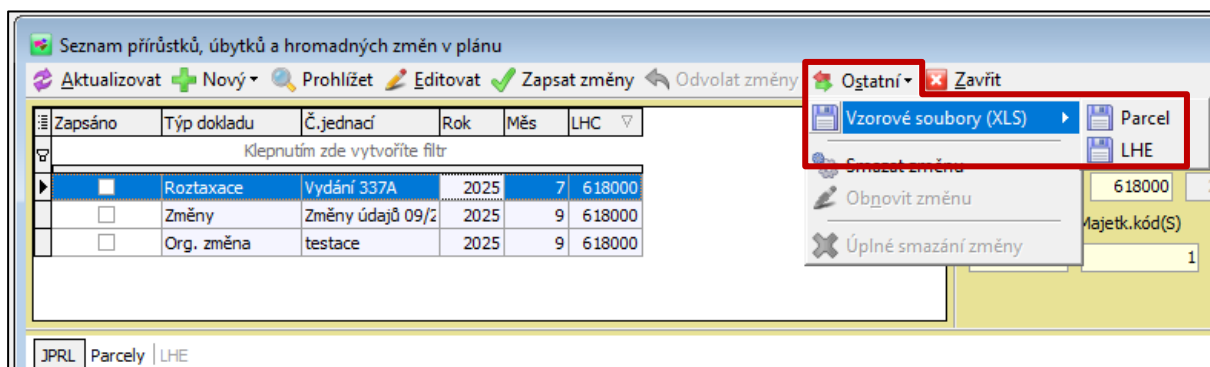 Seznam přírůstků, úbytků a hromadných změn v plánu
Aktualizovat Nový Prohlížet Editovat Zapsat změny Odvolat změny Ostatní Zavřít
Zapsáno Týp dokladu Č.jednací Rok Měs LHC
Klepnutím zde vytvoříte filtr
Roztaxace Vydání 337A 2025 7 618000
Změny Změny údajů 09/2 2025 9 618000
Org. změna testace 2025 9 618000
Vzorové soubory (XLS) Parcel
LHE
Smazat změnu
Obnovit změnu
Úplné smazání změny
618000
Majetk.kód(S)
1
JPRL Parcely LHE